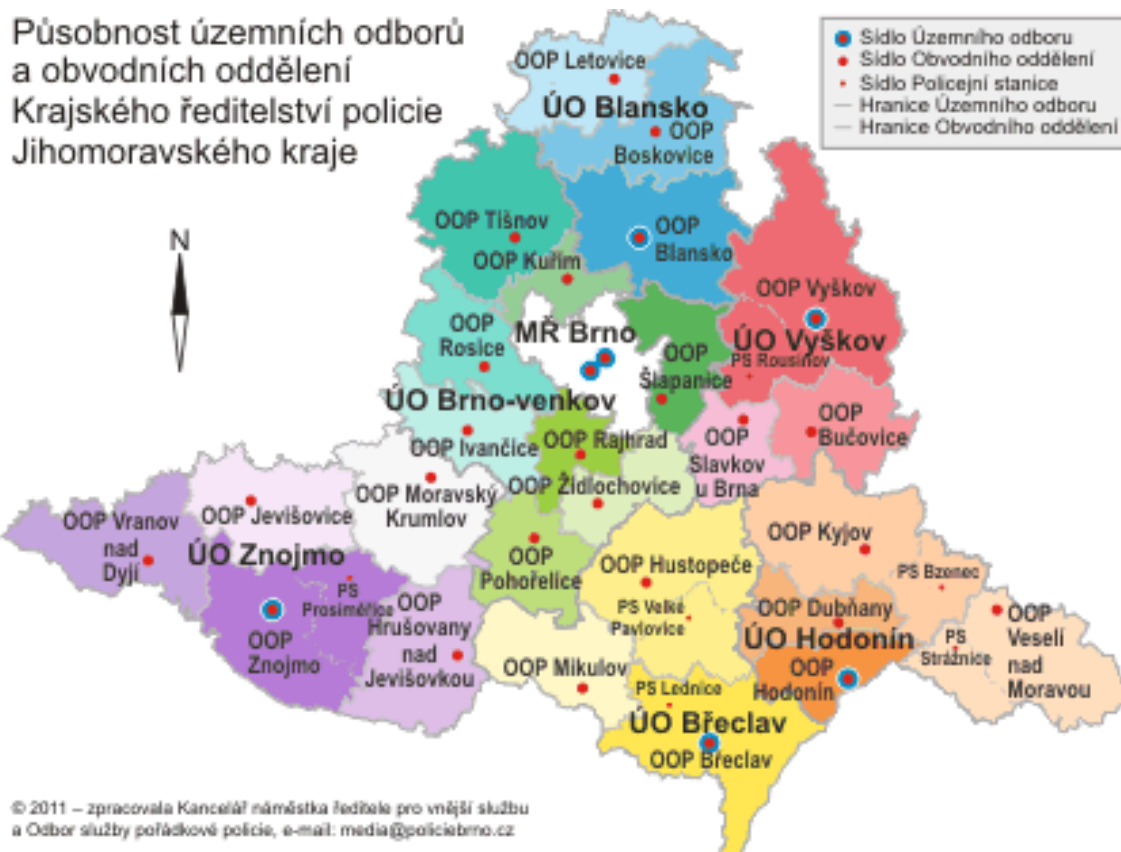 Působnost územních odborů
a obvodních oddělení
Krajského ředitelství policie
Jihomoravského kraje
Sídlo Územního odboru
Sídlo Obvodního oddělení
Sídlo Policejní stanice
Hranice Územního odboru
Hranice Obvodního oddělení
N
OOP Letovice
ÚO Blansko
OOP
Boskovice
OOP Tišnov
OOP
Blansko
OOP Kuřim
OOP Vyškov
OOP
Rosice
MŘ Brno
ÚO Vyškov
OOP
Šlapanice
PS Rousínov
ÚO Brno-venkov
OOP Ivančice
OOP Rajhrad
OOP
Slavkov
u Brna
OOP
Bučovice
OOP Moravský
Krumlov
OOP Židlochovice
OOP Jevišovice
OOP Vranov
nad
Dyjí
ÚO Znojmo
OOP
Pohořelice
OOP Kyjov
OOP Hustopeče
PS Bzenec
PS
Prosiměřice
OOP
Hrušovany
nad
Jevišovkou
PS Velké
Pavlovice
OOP Dubňany
OOP
Veselí
nad
Moravou
OOP
Znojmo
ÚO Hodonín
PS
Strážnice
OOP Mikulov
OOP
Hodonín
PS Lednice
ÚO Břeclav
OOP Břeclav
© 2011 – zpracovala Kancelář náměstka ředitele pro vnější službu
a Odbor služby pořádkové policie, e-mail: media@policiebrno.cz